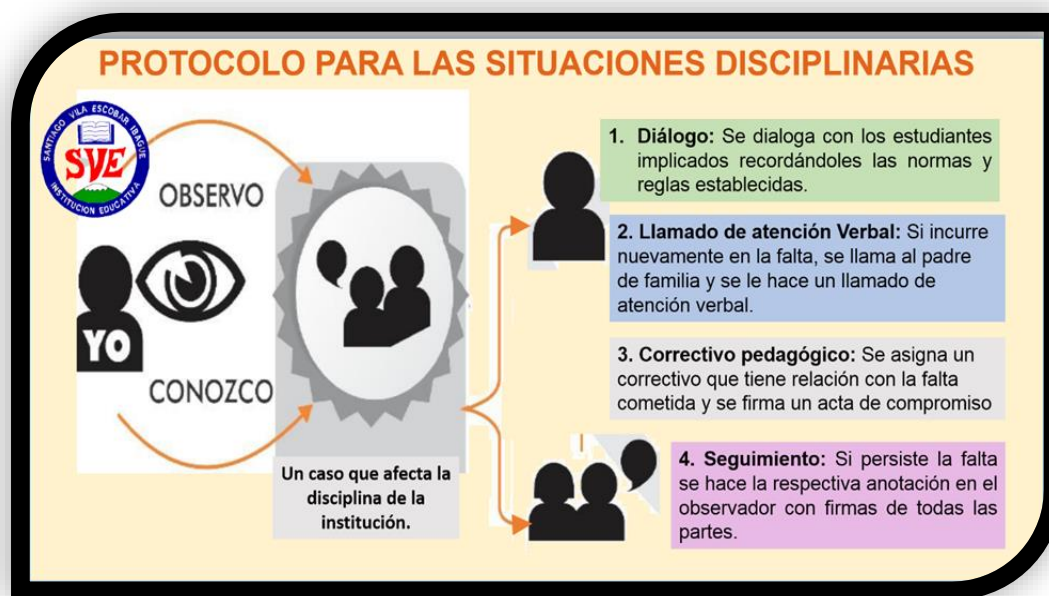 PROTOCOLO PARA LAS SITUACIONES DISCIPLINARIAS
SANTIAGO VILA ESCOBAR IBAGUE
SVE
INSTITUCION EDUCATIVA
OBSERVO
YO
CONOZCO
Un caso que afecta la
disciplina de la
institución.
1. Diálogo: Se dialoga con los estudiantes
implicados recordándoles las normas y
reglas establecidas.
2. Llamado de atención Verbal: Si incurre
nuevamente en la falta, se llama al padre
de familia y se le hace un llamado de
atención verbal.
3. Correctivo pedagógico: Se asigna un
correctivo que tiene relación con la falta
cometida y se firma un acta de compromiso
4. Seguimiento: Si persiste la falta
se hace la respectiva anotación en el
observador con firmas de todas las
partes.